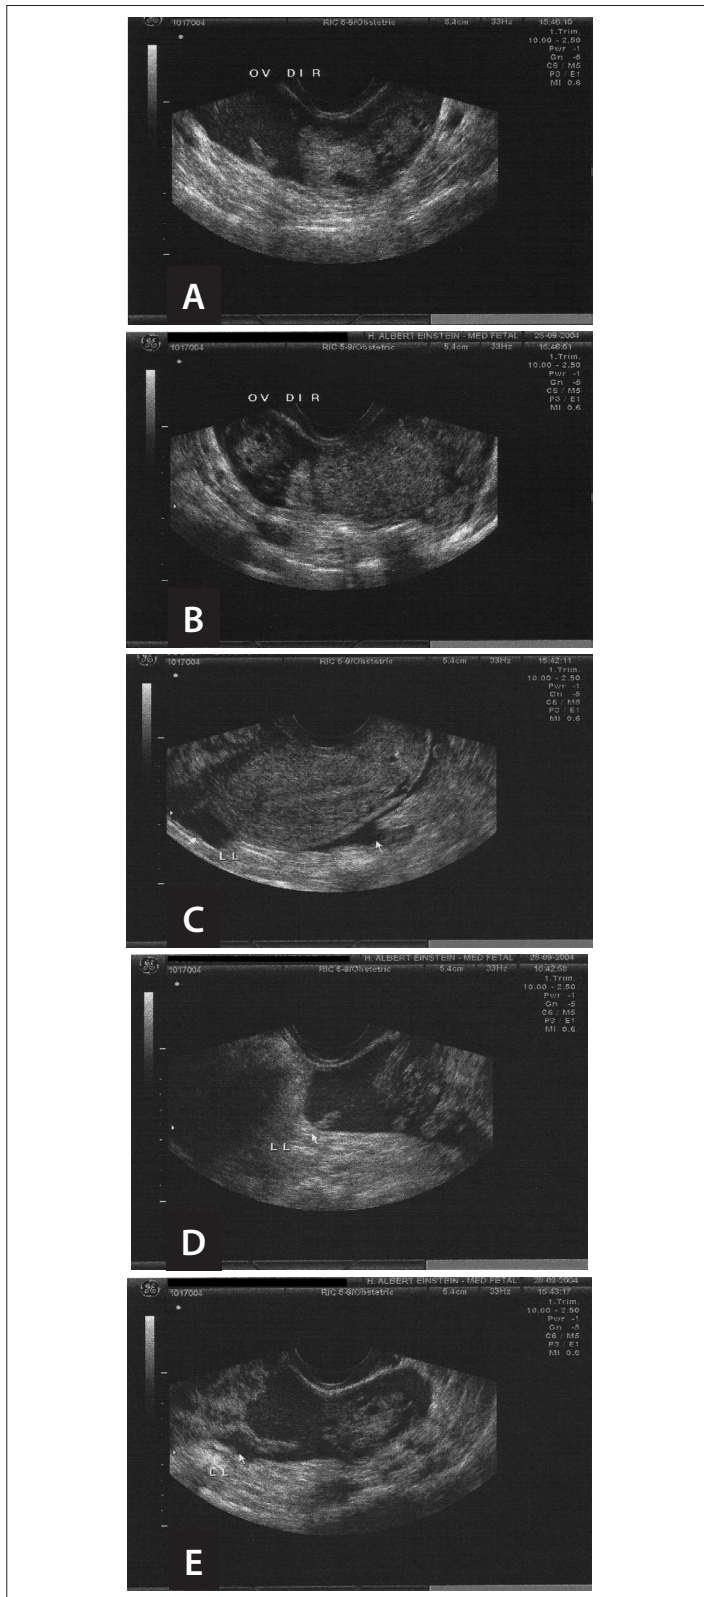 1017004 RIC 5-9/Obstetric 5.4cm 33Hz 15:46:10
1.Trim.
10.00 - 2.50
Pwr -1
Gn -5
C6 / M5
P3 / E1
MI 0.6
OV DIR
A
H. ALBERT EINSTEIN - MED FETAL 28-09-2004
1017004 RIC 5-9/Obstetric 5.4cm 33Hz 15:46:51
1.Trim.
10.00 - 2.50
Pwr -1
Gn -5
C6 / M5
P3 / E1
MI 0.6
OV DIR
B
1017004 RIC 5-9/Obstetric 5.4cm 33Hz 15:42:11
1.Trim.
10.00 - 2.50
Pwr -1
Gn -5
C6 / M5
P3 / E1
MI 0.6
LL
C
H. ALBERT EINSTEIN - MED FETAL 28-09-2004
1017004 RIC 5-9/Obstetric 5.4cm 33Hz
1.Trim.
10.00 - 2.50
Pwr -1
Gn -5
C6 / M5
P3 / E1
MI 0.6
LL
D
H. ALBERT EINSTEIN - MED FETAL 28-09-2004
1017004 RIC 5-9/Obstetric 5.4cm 33Hz 15:43:17
1.Trim.
10.00 - 2.50
Pwr -1
Gn -5
C6 / M5
P3 / E1
MI 0.6
LL
E